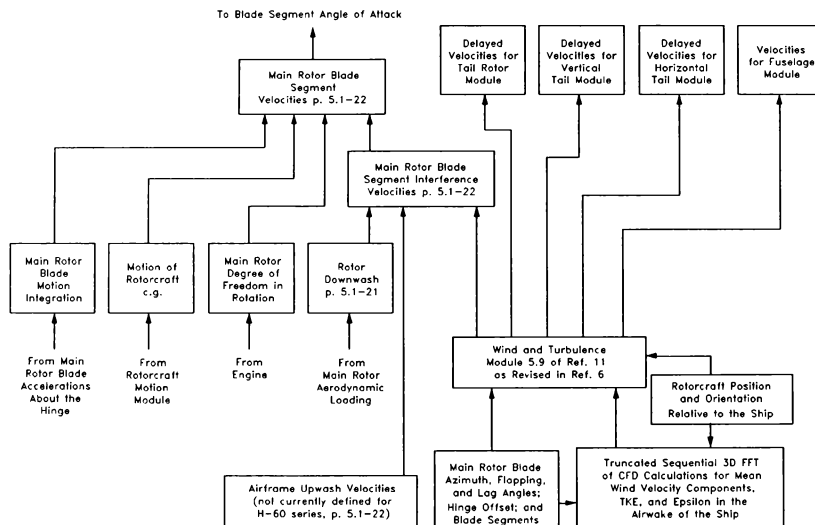 To Blade Segment Angle of Attack
Main Rotor Blade
Segment
Velocities p. 5.1-22
Delayed
Velocities for
Tail Rotor
Module
Delayed
Velocities for
Vertical
Tail Module
Delayed
Velocities for
Horizontal
Tail Module
Velocities
for Fuselage
Module
Main Rotor Blade
Segment Interference
Velocities p. 5.1-22
Main Rotor
Blade
Motion
Integration
Motion of
Rotorcraft
c.g.
Main Rotor
Degree of
Freedom in
Rotation
Rotor
Downwash
p. 5.1-21
From Main
Rotor Blade
Accelerations
About the
Hinge
From
Rotorcraft
Motion
Module
From
Engine
From
Main Rotor
Aerodynamic
Loading
Wind and Turbulence
Module 5.9 of Ref. 11
as Revised in Ref. 6
Rotorcraft Position
and Orientation
Relative to the Ship
Airframe Upwash Velocities
(not currently defined for
H-60 series, p. 5.1-22)
Main Rotor Blade
Azimuth, Flapping,
and Lag Angles;
Hinge Offset; and
Blade Segments
Truncated Sequential 3D FFT
of CFD Calculations for Mean
Wind Velocity Components,
TKE, and Epsilon in the
Airwake of the Ship